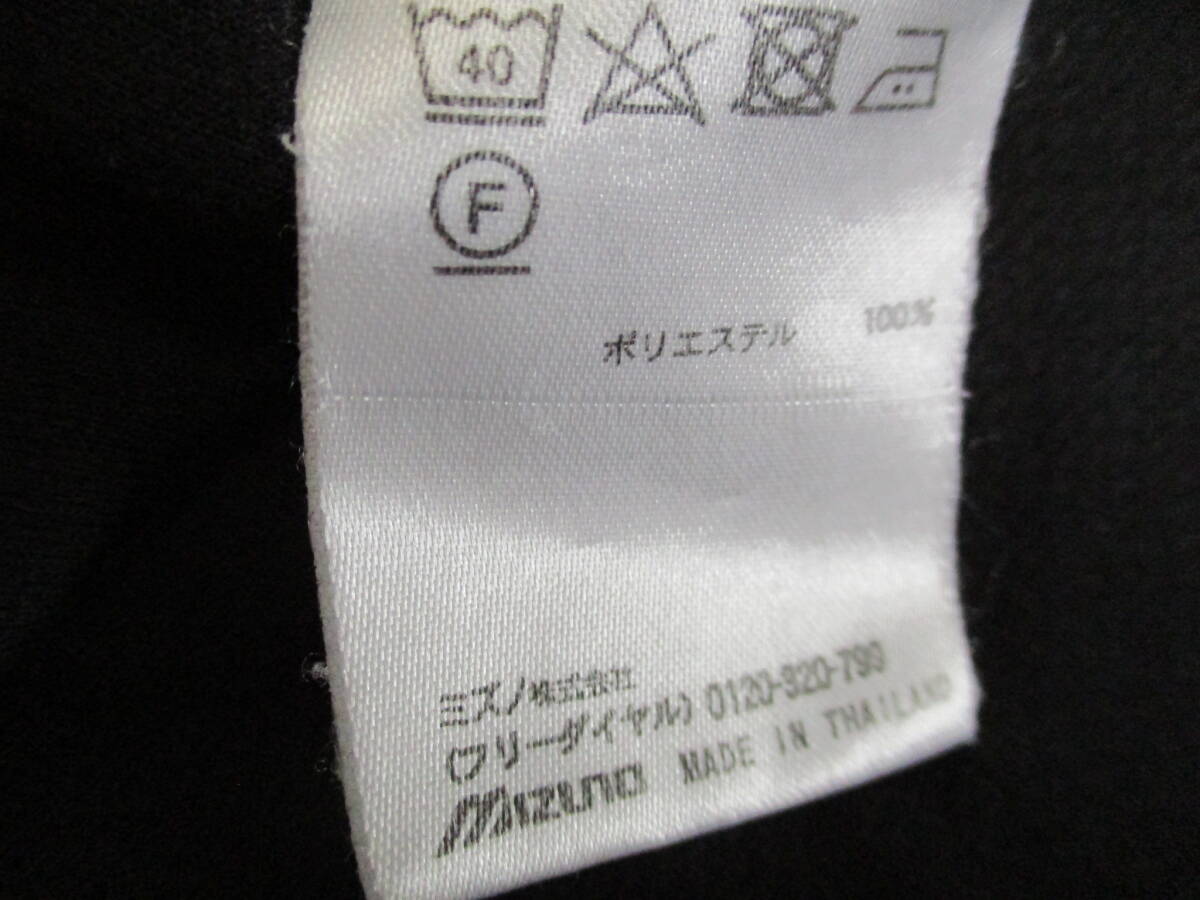 40
F
ポリエステル 100%
ミズノ株式会社
(フリーダイヤル) 0120-320-799
MIZUNO MADE IN THAILAND